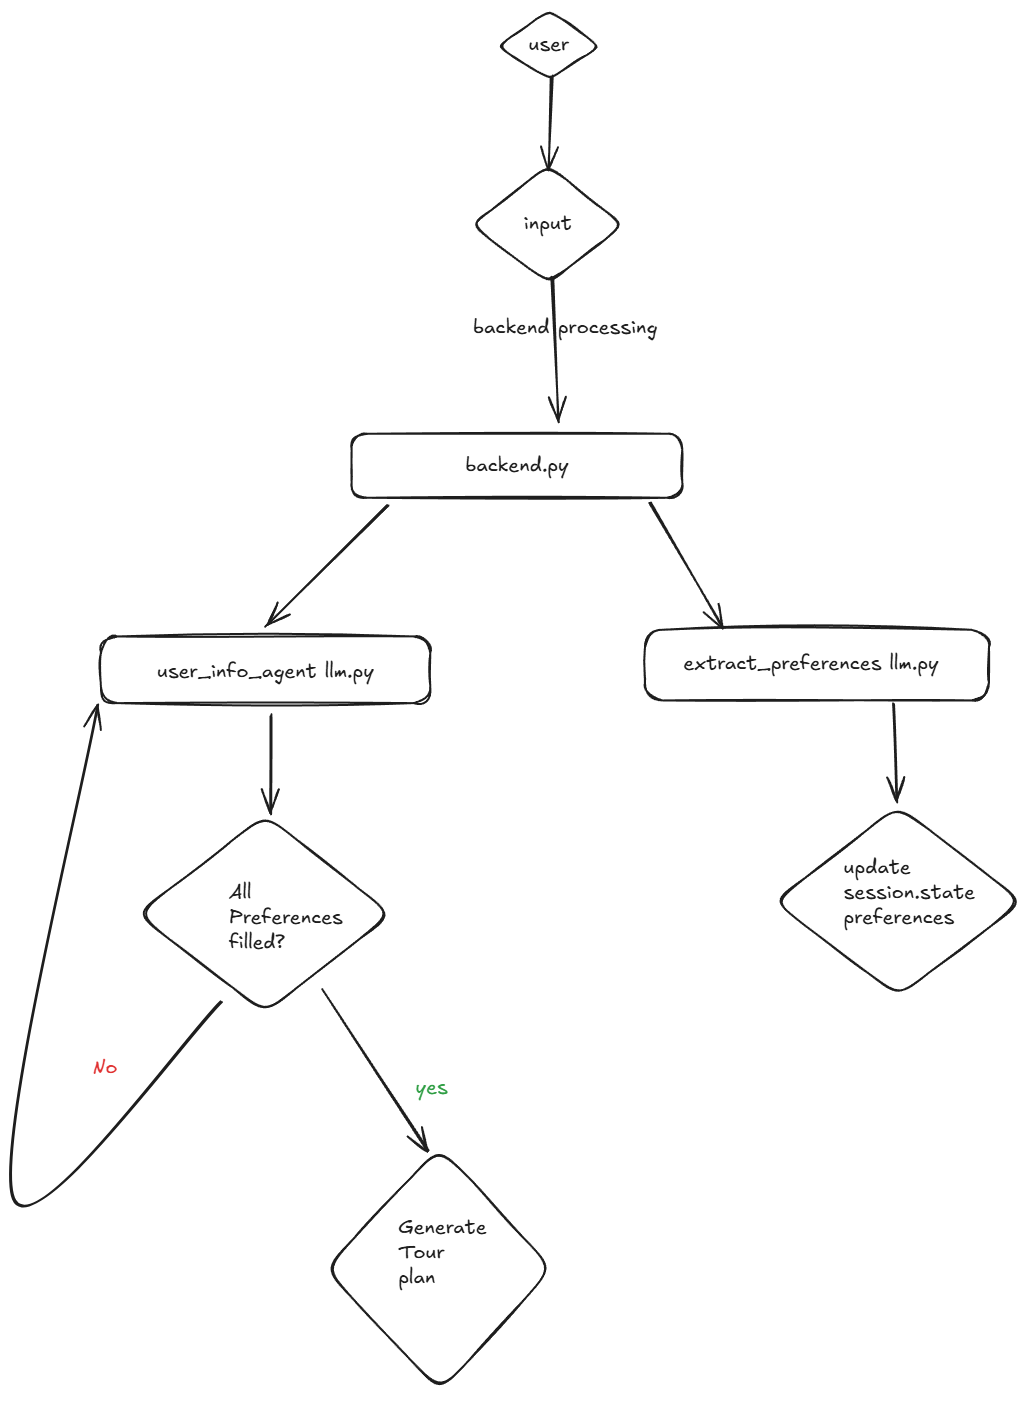 user
input
backend processing
backend.py
user_info_agent llm.py
extract_preferences llm.py
All
Preferences
filled?
update
session.state
preferences
No
yes
Generate
Tour
plan